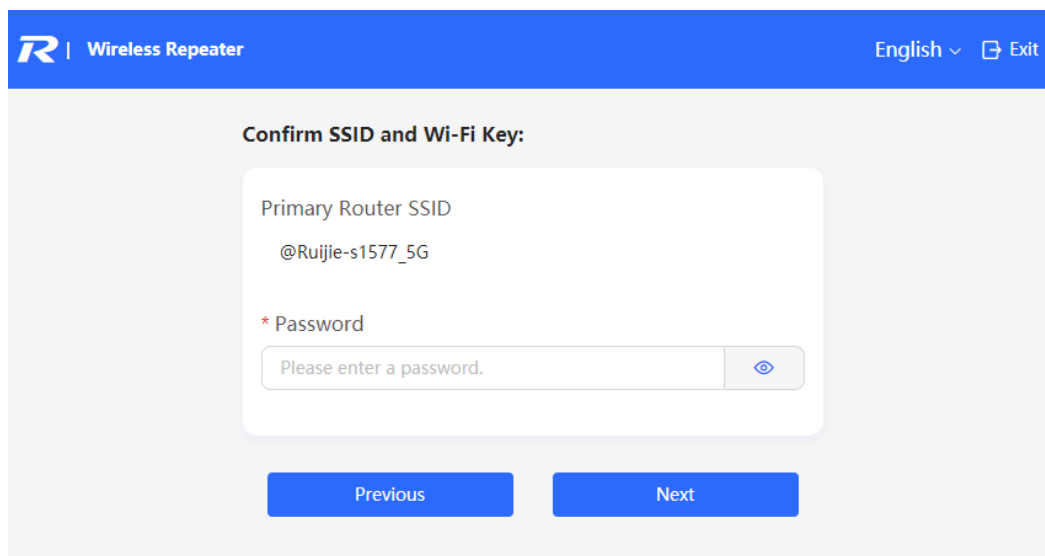 R | Wireless Repeater English Exit
Confirm SSID and Wi-Fi Key:
Primary Router SSID
@Ruijie-s1577_5G
* Password
Please enter a password.
Previous Next